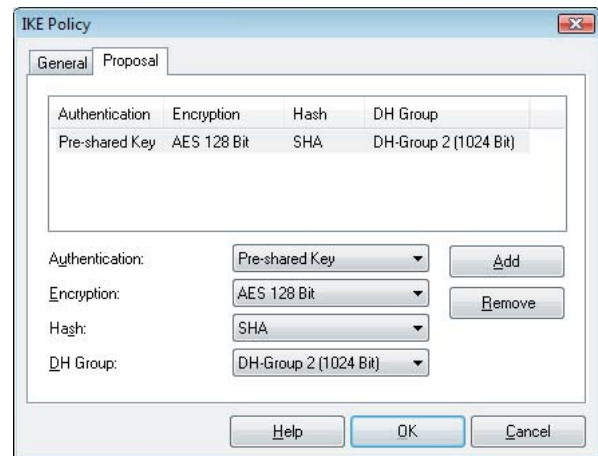 IKE Policy
General Proposal
Authentication Encryption Hash DH Group
Pre-shared Key AES 128 Bit SHA DH-Group 2 (1024 Bit)
Authentication: Pre-shared Key Add
Encryption: AES 128 Bit Remove
Hash: SHA
DH Group: DH-Group 2 (1024 Bit)
Help OK Cancel